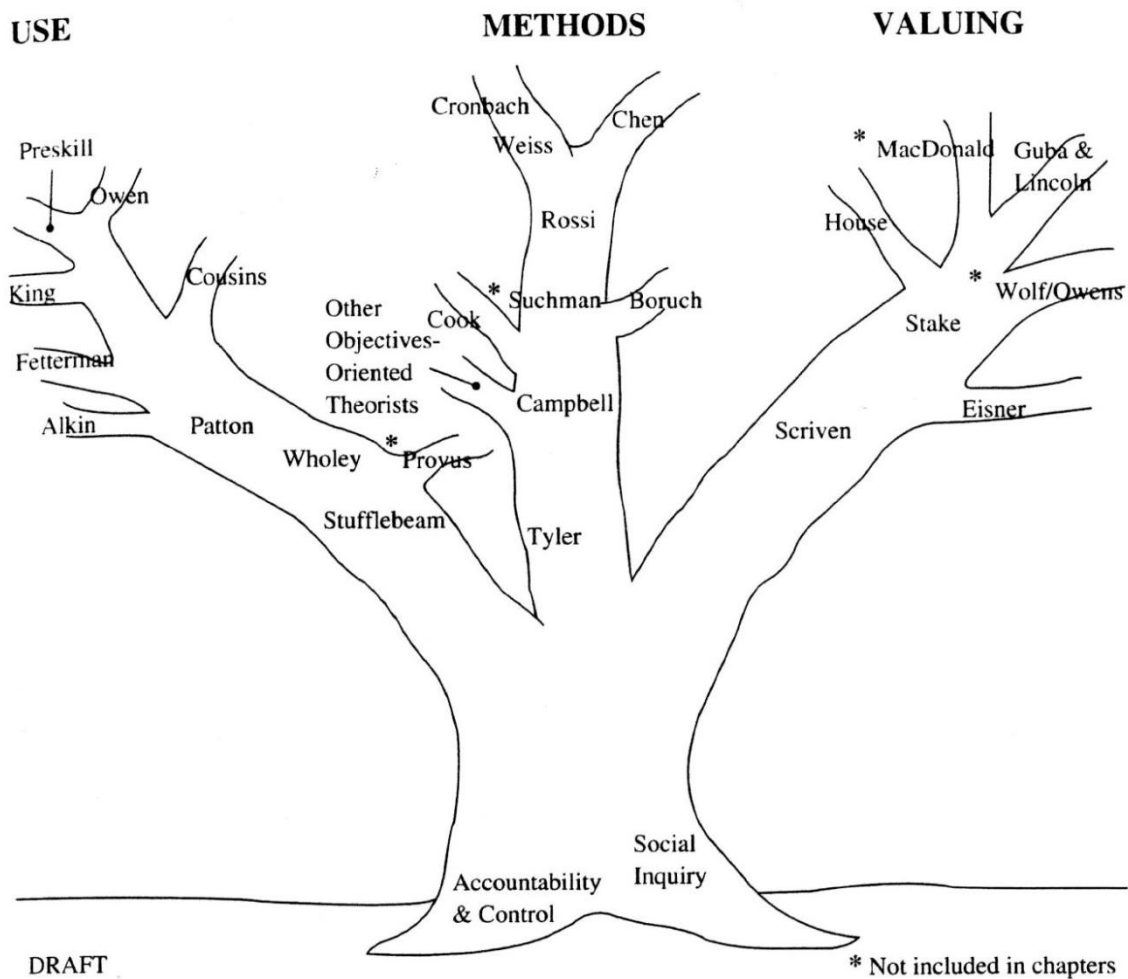 USE
METHODS
VALUING
Preskill
Owen
King
Cousins
Fetterman
Alkin
Patton
Wholey
* Provus
Stufflebeam
Other
Objectives-
Oriented
Theorists
Cronbach
Weiss
Chen
Rossi
* Suchman
Boruch
Cook
Campbell
Tyler
* MacDonald
Guba &
Lincoln
House
* Wolf/Owens
Stake
Eisner
Scriven
Social
Inquiry
Accountability
& Control
DRAFT
* Not included in chapters